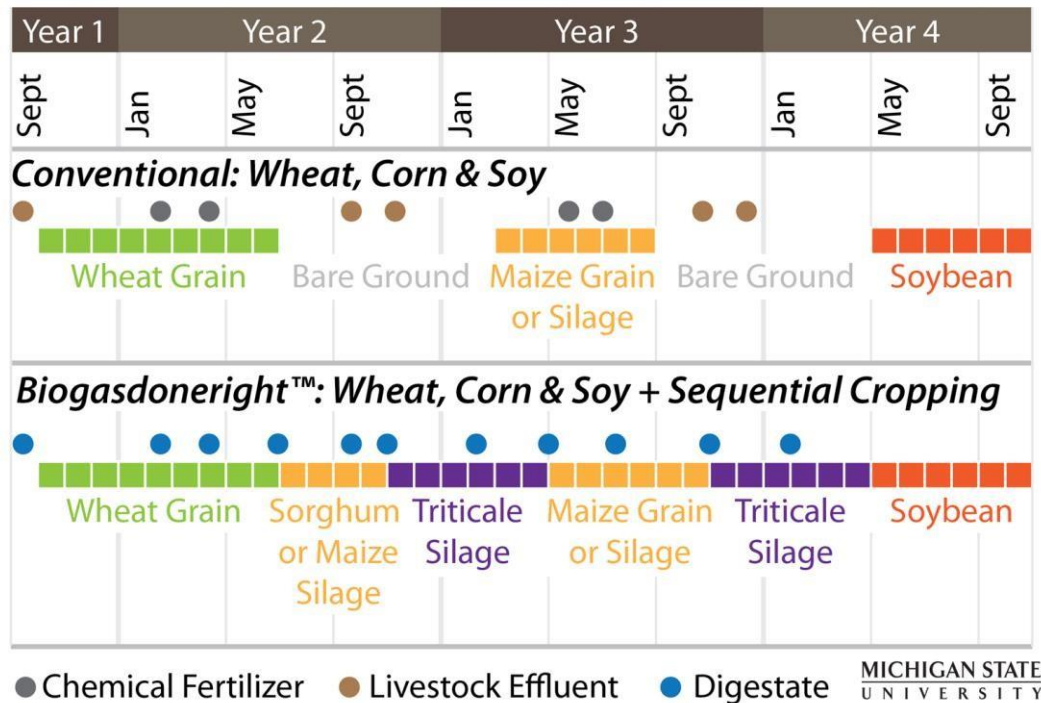 Year 1 Year 2 Year 3 Year 4
Sept Jan May Sept Jan May Sept Jan May Sept
Conventional: Wheat, Corn & Soy
Wheat Grain Bare Ground Maize Grain Bare Ground Soybean
or Silage
Biogasdoneright™: Wheat, Corn & Soy + Sequential Cropping
Wheat Grain Sorghum Triticale Maize Grain Triticale Soybean
or Maize Silage or Silage Silage
Silage
Chemical Fertilizer Livestock Effluent Digestate MICHIGAN STATE
UNIVERSITY